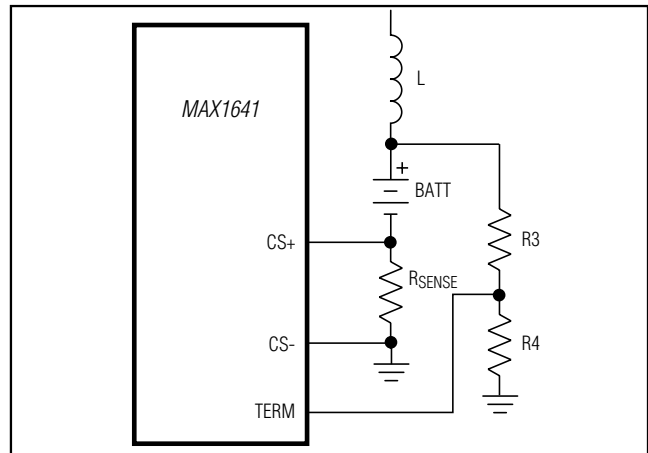 L
MAX1641
+
BATT
CS+
R3
RSENSE
CS-
R4
TERM